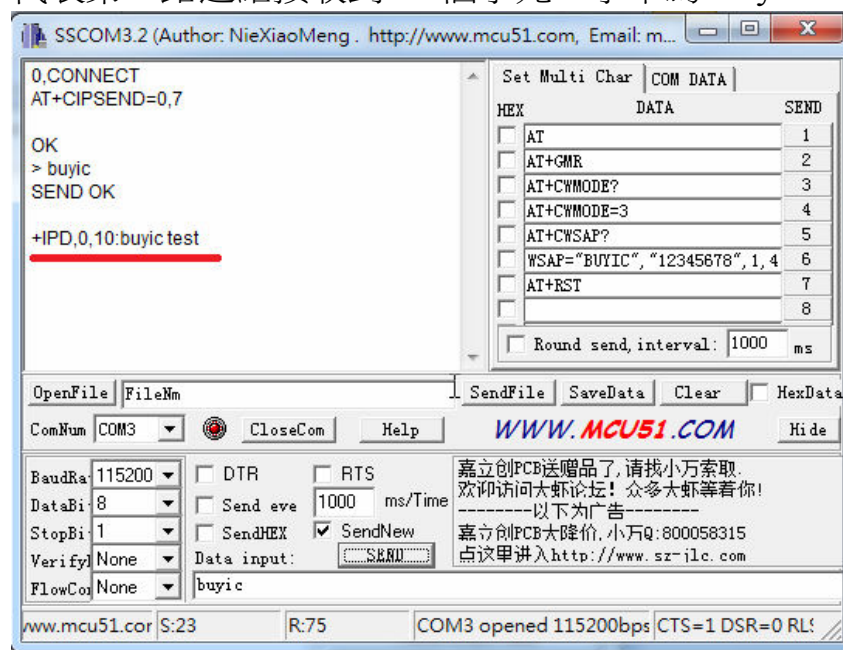 SSCOM3.2 (Author: NieXiaoMeng . http://www.mcu51.com, Email: m...
0,CONNECT
AT+CIPSEND=0,7
OK
> buyic
SEND OK
+IPD,0,10:buyic test
Set Multi Char COM DATA
HEX DATA SEND
AT 1
AT+GMR 2
AT+CWMODE? 3
AT+CWMODE=3 4
AT+CWSAP? 5
WSAP="BUYIC","12345678",1,4 6
AT+RST 7
8
Round send,interval: 1000 ms
OpenFile FileNm SendFile SaveData Clear HexData
ComNum COM3 CloseCom Help WWW.MCU51.COM Hide
BaudRa 115200 DTR RTS
DataBi 8 Send eve 1000 ms/Time
StopBi 1 SendHEX SendNew
Verify None Data input: SEND
FlowCo None buyic
嘉立创PCB送赠品了,请找小万索取.
欢迎访问大虾论坛! 众多大虾等着你!
--------以下为广告--------
嘉立创PCB大降价,小万Q:800058315
点这里进入http://www.sz-jlc.com
www.mcu51.cor S:23 R:75 COM3 opened 115200bps CTS=1 DSR=0 RLS